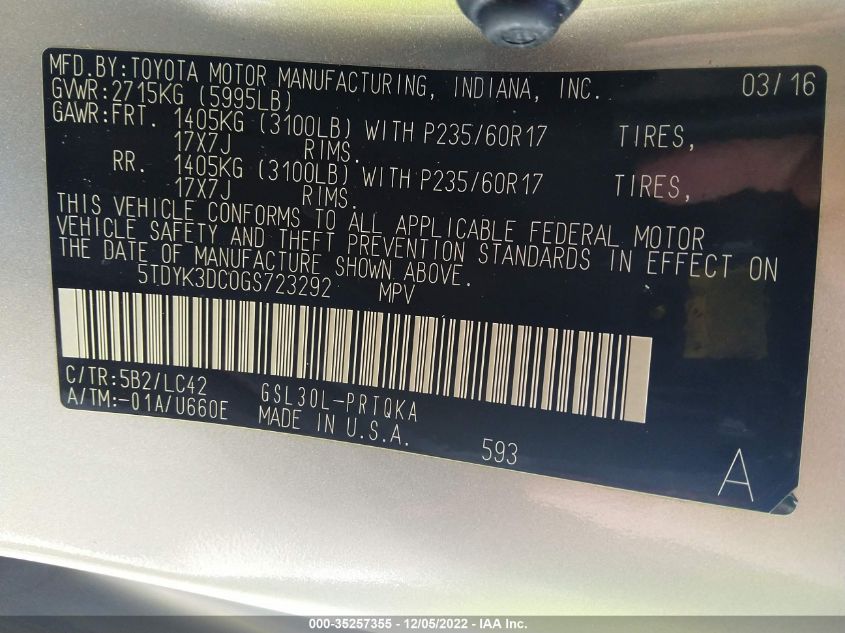 MFD.BY:TOYOTA MOTOR MANUFACTURING, INDIANA, INC. 03/16
GVWR:2715KG (5995LB)
GAWR:FRT. 1405KG (3100LB) WITH P235/60R17 TIRES,
17X7J RIMS.
RR. 1405KG (3100LB) WITH P235/60R17 TIRES,
17X7J RIMS.
THIS VEHICLE CONFORMS TO ALL APPLICABLE FEDERAL MOTOR
VEHICLE SAFETY AND THEFT PREVENTION STANDARDS IN EFFECT ON
THE DATE OF MANUFACTURE SHOWN ABOVE.
5TDYK3DC0GS723292 MPV
C/TR:5B2/LC42 GSL30L-PRTQKA
A/TM:-01A/U660E MADE IN U.S.A.
593
A
000-35257355 - 12/05/2022 - IAA Inc.